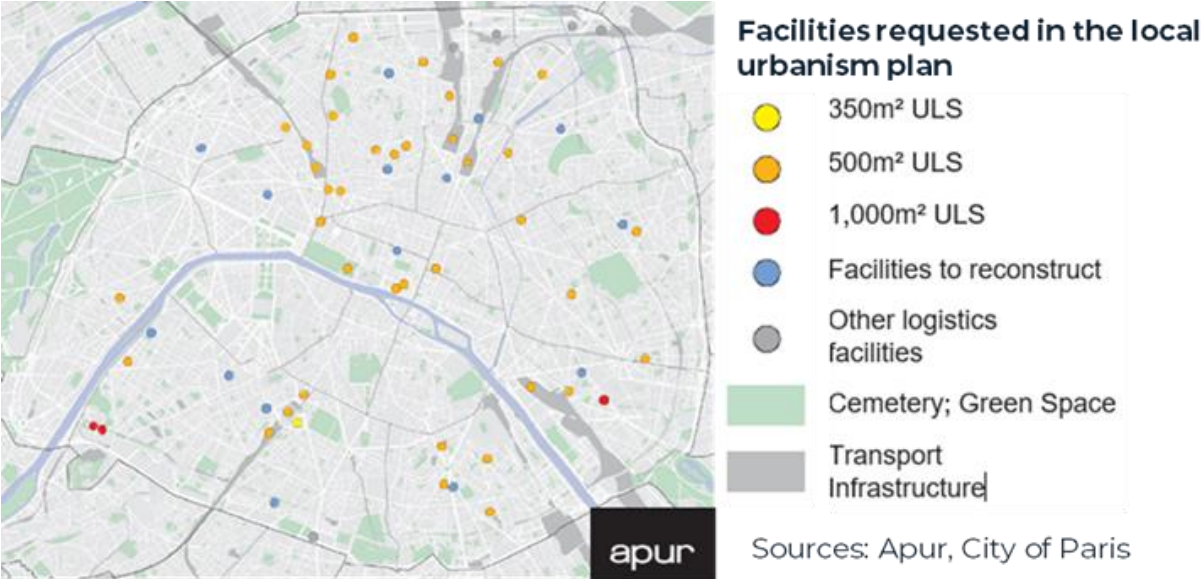 Facilities requested in the local
urbanism plan
350m² ULS
500m² ULS
1,000m² ULS
Facilities to reconstruct
Other logistics
facilities
Cemetery; Green Space
Transport
Infrastructure
apur
Sources: Apur, City of Paris